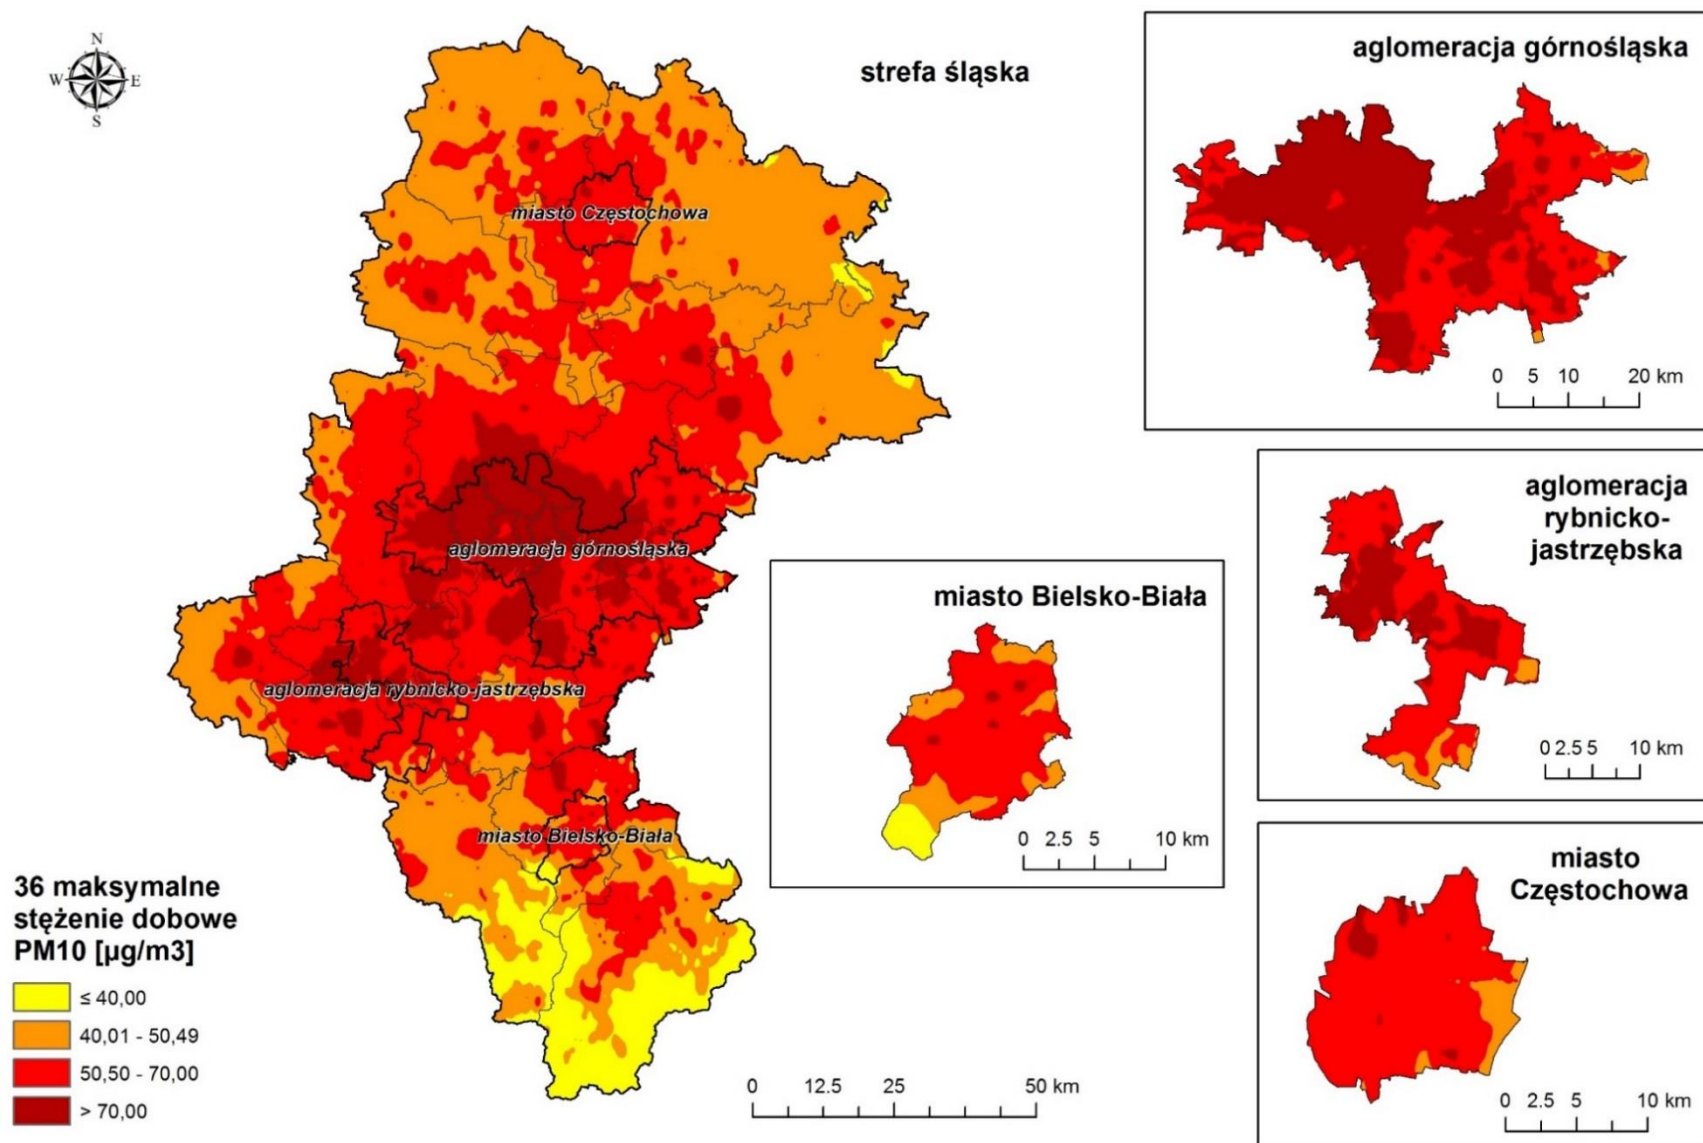 N
W E
S
strefa śląska
miasto Częstochowa
aglomeracja górnośląska
aglomeracja rybnicko-jastrzębska
miasto Bielsko-Biała
36 maksymalne
stężenie dobowe
PM10 [µg/m3]
≤ 40,00
40,01 - 50,49
50,50 - 70,00
> 70,00
0 12.5 25 50 km
aglomeracja górnośląska
0 5 10 20 km
aglomeracja
rybnicko-
jastrzębska
0 2.5 5 10 km
miasto Bielsko-Biała
0 2.5 5 10 km
miasto
Częstochowa
0 2.5 5 10 km